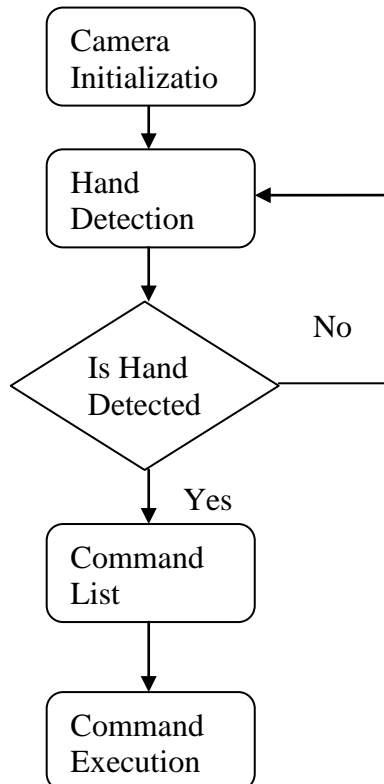 Camera
Initializatio
Hand
Detection
No
Is Hand
Detected
Yes
Command
List
Command
Execution